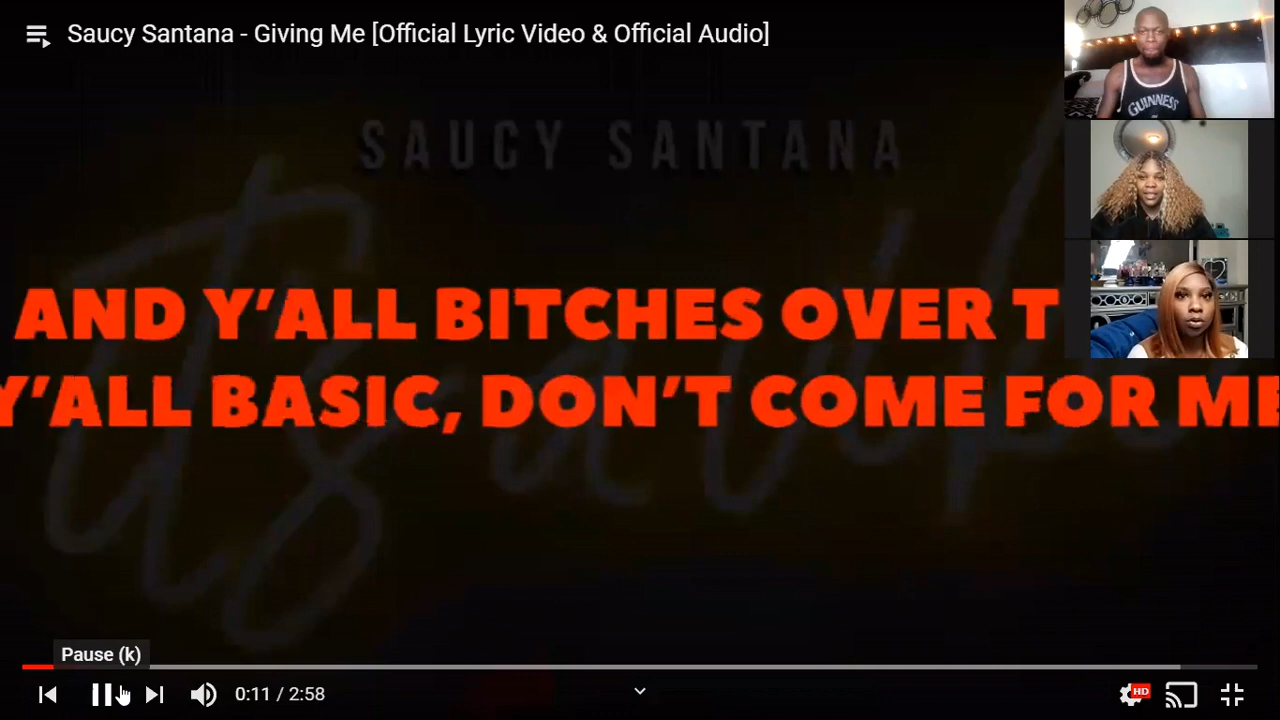 Saucy Santana - Giving Me [Official Lyric Video & Official Audio]
GUINNESS
SAUCY SANTANA
It's a
AND Y'ALL BITCHES OVER T
Y'ALL BASIC, DON'T COME FOR ME
Pause (k)
0:11 / 2:58
HD